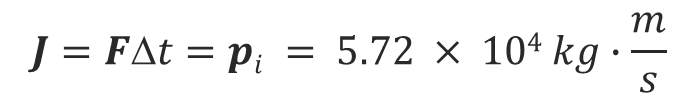 J = FΔt = pᵢ = 5.72 × 10⁴ kg · m/s